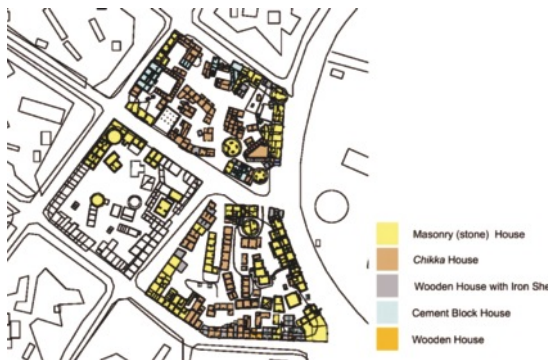 Masonry (stone) House
Chikka House
Wooden House with Iron She
Cement Block House
Wooden House